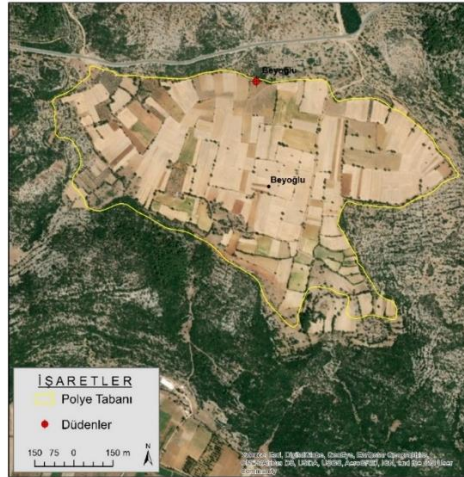 Beyoğlu
Beyoğlu
İŞARETLER
Polye Tabanı
Düdenler
150 75 0 150 m
N